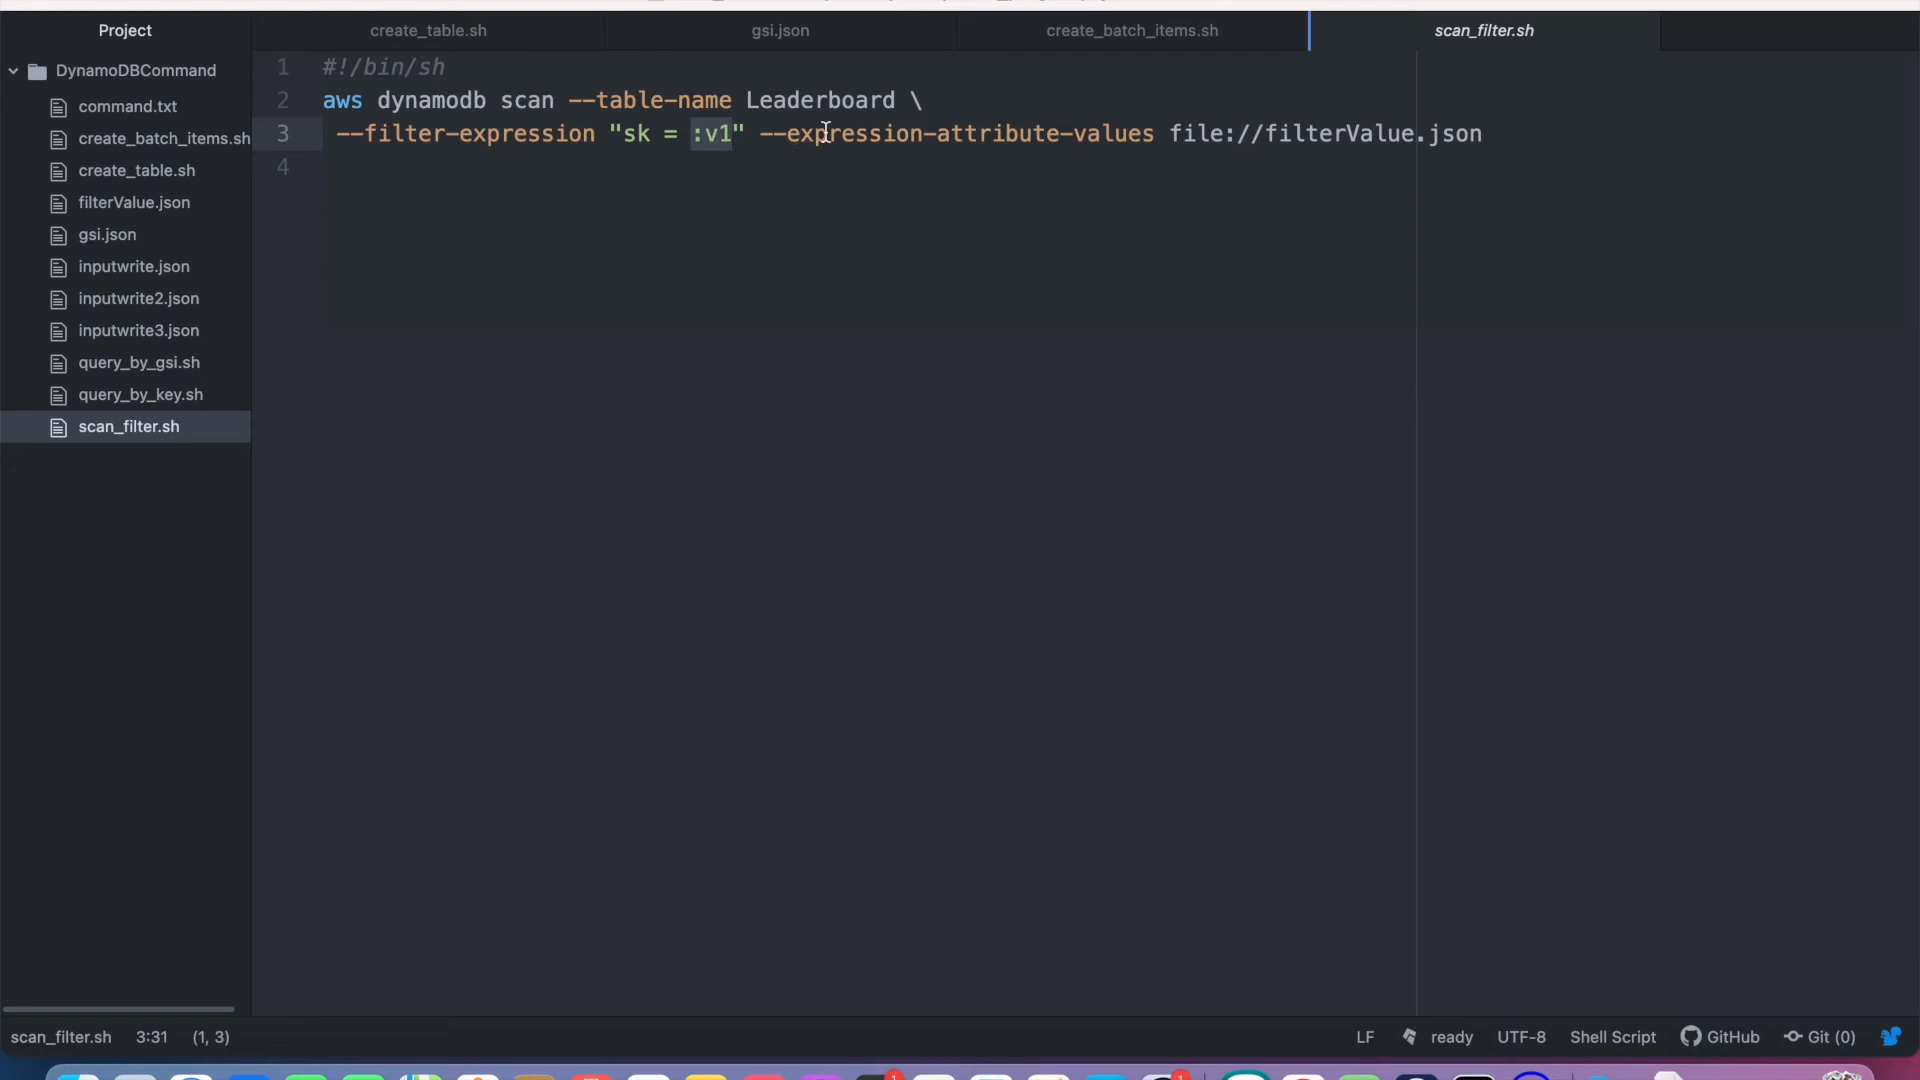 Project
create_table.sh
gsi.json
create_batch_items.sh
scan_filter.sh
DynamoDBCommand
command.txt
create_batch_items.sh
create_table.sh
filterValue.json
gsi.json
inputwrite.json
inputwrite2.json
inputwrite3.json
query_by_gsi.sh
query_by_key.sh
scan_filter.sh
1 #!/bin/sh
2 aws dynamodb scan --table-name Leaderboard \
3 --filter-expression "sk = :v1" --expression-attribute-values file://filterValue.json
4
scan_filter.sh 3:31 (1, 3)
LF ready UTF-8 Shell Script GitHub Git (0)
1
1